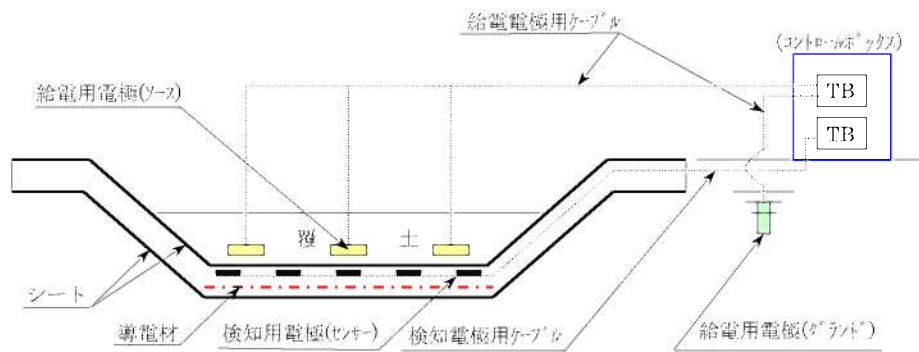 給電電極用ケーブル
(コントロールボックス)
給電用電極(ソース)
TB
TB
覆 土
シート
導電材
検知用電極(センサー)
検知電極用ケーブル
給電用電極(グランド)